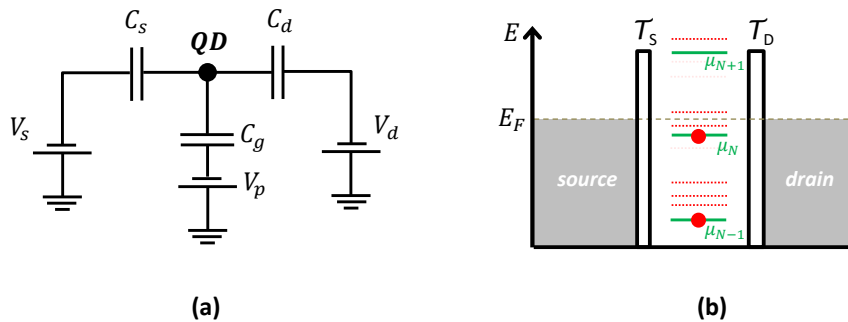 C_s
QD
C_d
V_s
C_g
V_d
V_p
(a)
E
T_S
T_D
μ_{N+1}
E_F
μ_N
source
drain
μ_{N−1}
(b)